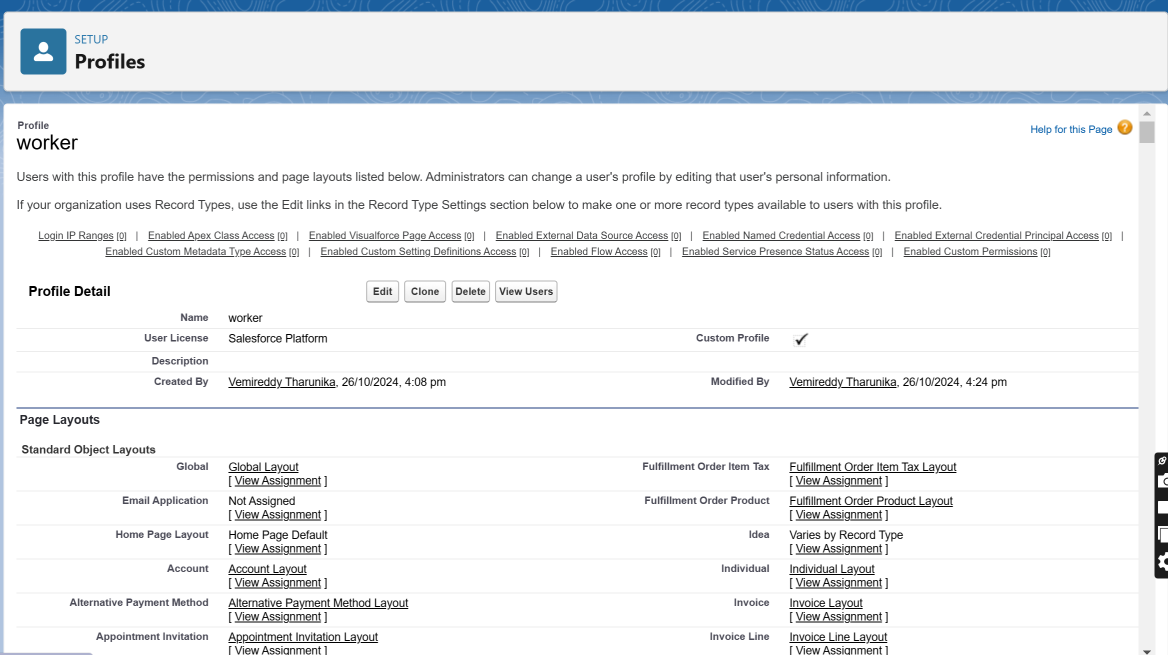 SETUP
Profiles
Profile
worker
Help for this Page ?
Users with this profile have the permissions and page layouts listed below. Administrators can change a user's profile by editing that user's personal information.
If your organization uses Record Types, use the Edit links in the Record Type Settings section below to make one or more record types available to users with this profile.
Login IP Ranges [0] | Enabled Apex Class Access [0] | Enabled Visualforce Page Access [0] | Enabled External Data Source Access [0] | Enabled Named Credential Access [0] | Enabled External Credential Principal Access [0] |
Enabled Custom Metadata Type Access [0] | Enabled Custom Setting Definitions Access [0] | Enabled Flow Access [0] | Enabled Service Presence Status Access [0] | Enabled Custom Permissions [0]
Profile Detail Edit Clone Delete View Users
Name worker
User License Salesforce Platform Custom Profile ✓
Description
Created By Vemireddy Tharunika, 26/10/2024, 4:08 pm Modified By Vemireddy Tharunika, 26/10/2024, 4:24 pm
Page Layouts
Standard Object Layouts
Global Global Layout Fulfillment Order Item Tax Fulfillment Order Item Tax Layout
[ View Assignment ] [ View Assignment ]
Email Application Not Assigned Fulfillment Order Product Fulfillment Order Product Layout
[ View Assignment ] [ View Assignment ]
Home Page Layout Home Page Default Idea Varies by Record Type
[ View Assignment ] [ View Assignment ]
Account Account Layout Individual Individual Layout
[ View Assignment ] [ View Assignment ]
Alternative Payment Method Alternative Payment Method Layout Invoice Invoice Layout
[ View Assignment ] [ View Assignment ]
Appointment Invitation Appointment Invitation Layout Invoice Line Invoice Line Layout
[ View Assignment ] [ View Assignment ]